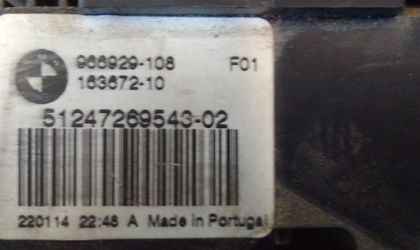 966929-108 F01
163672-10
51247269543-02
220114 22:48 A Made in Portugal